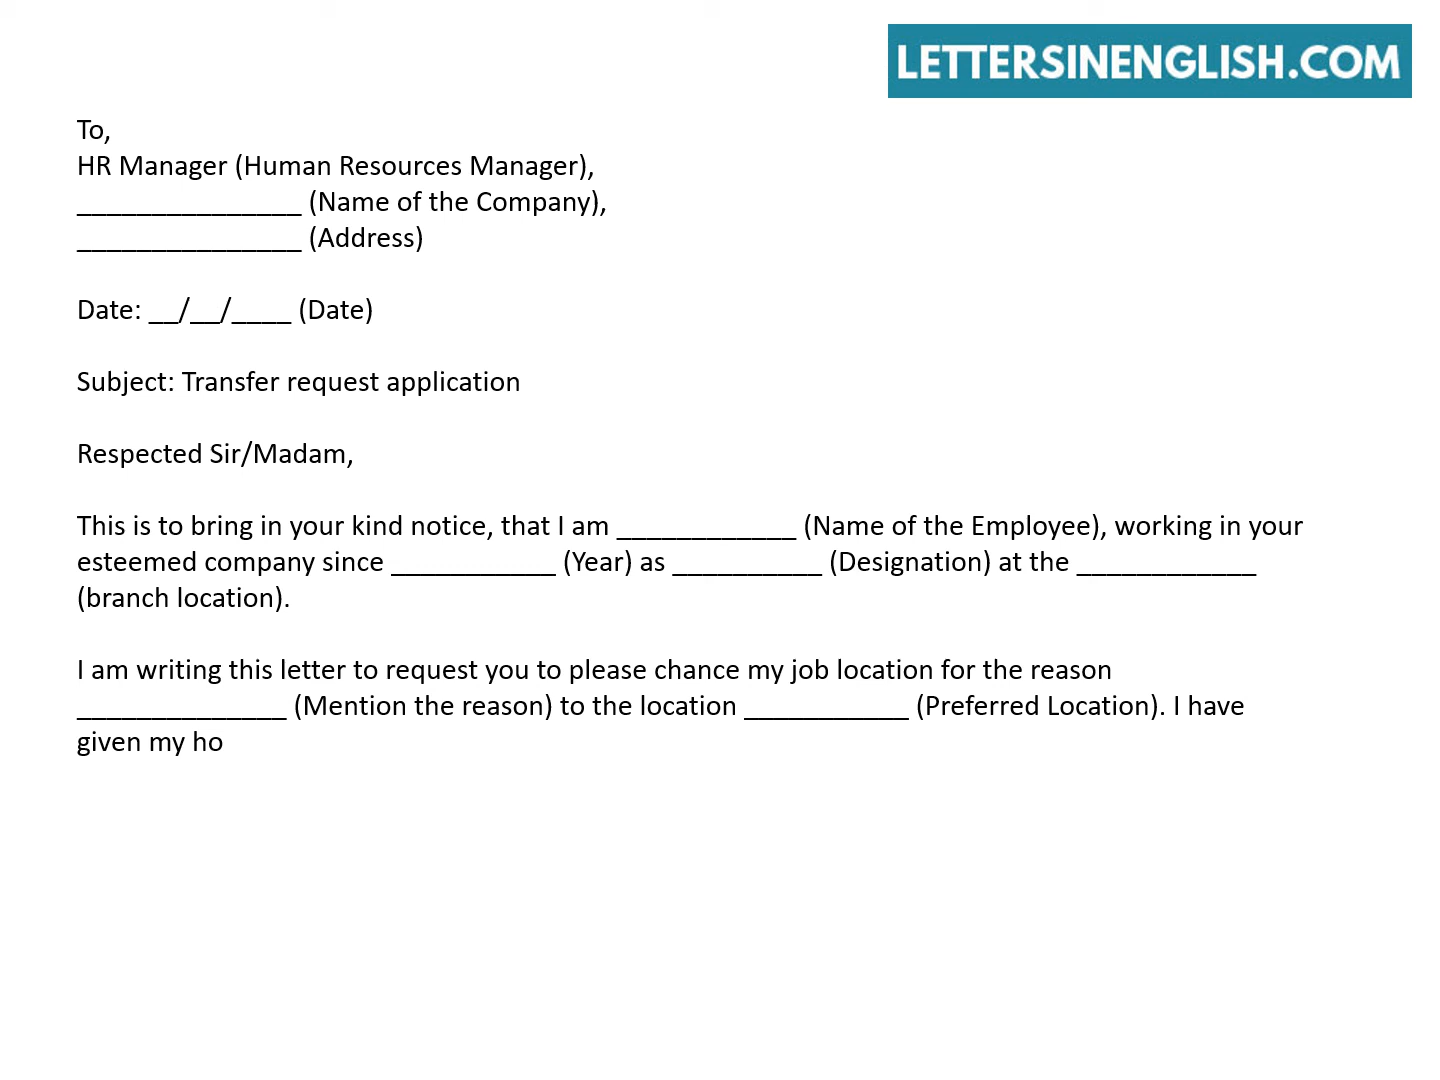 LETTERSINENGLISH.COM
To,
HR Manager (Human Resources Manager),
_______________ (Name of the Company),
_______________ (Address)
Date: __/__/____ (Date)
Subject: Transfer request application
Respected Sir/Madam,
This is to bring in your kind notice, that I am ____________ (Name of the Employee), working in your
esteemed company since ___________ (Year) as __________ (Designation) at the ____________
(branch location).
I am writing this letter to request you to please chance my job location for the reason
______________ (Mention the reason) to the location ___________ (Preferred Location). I have
given my ho